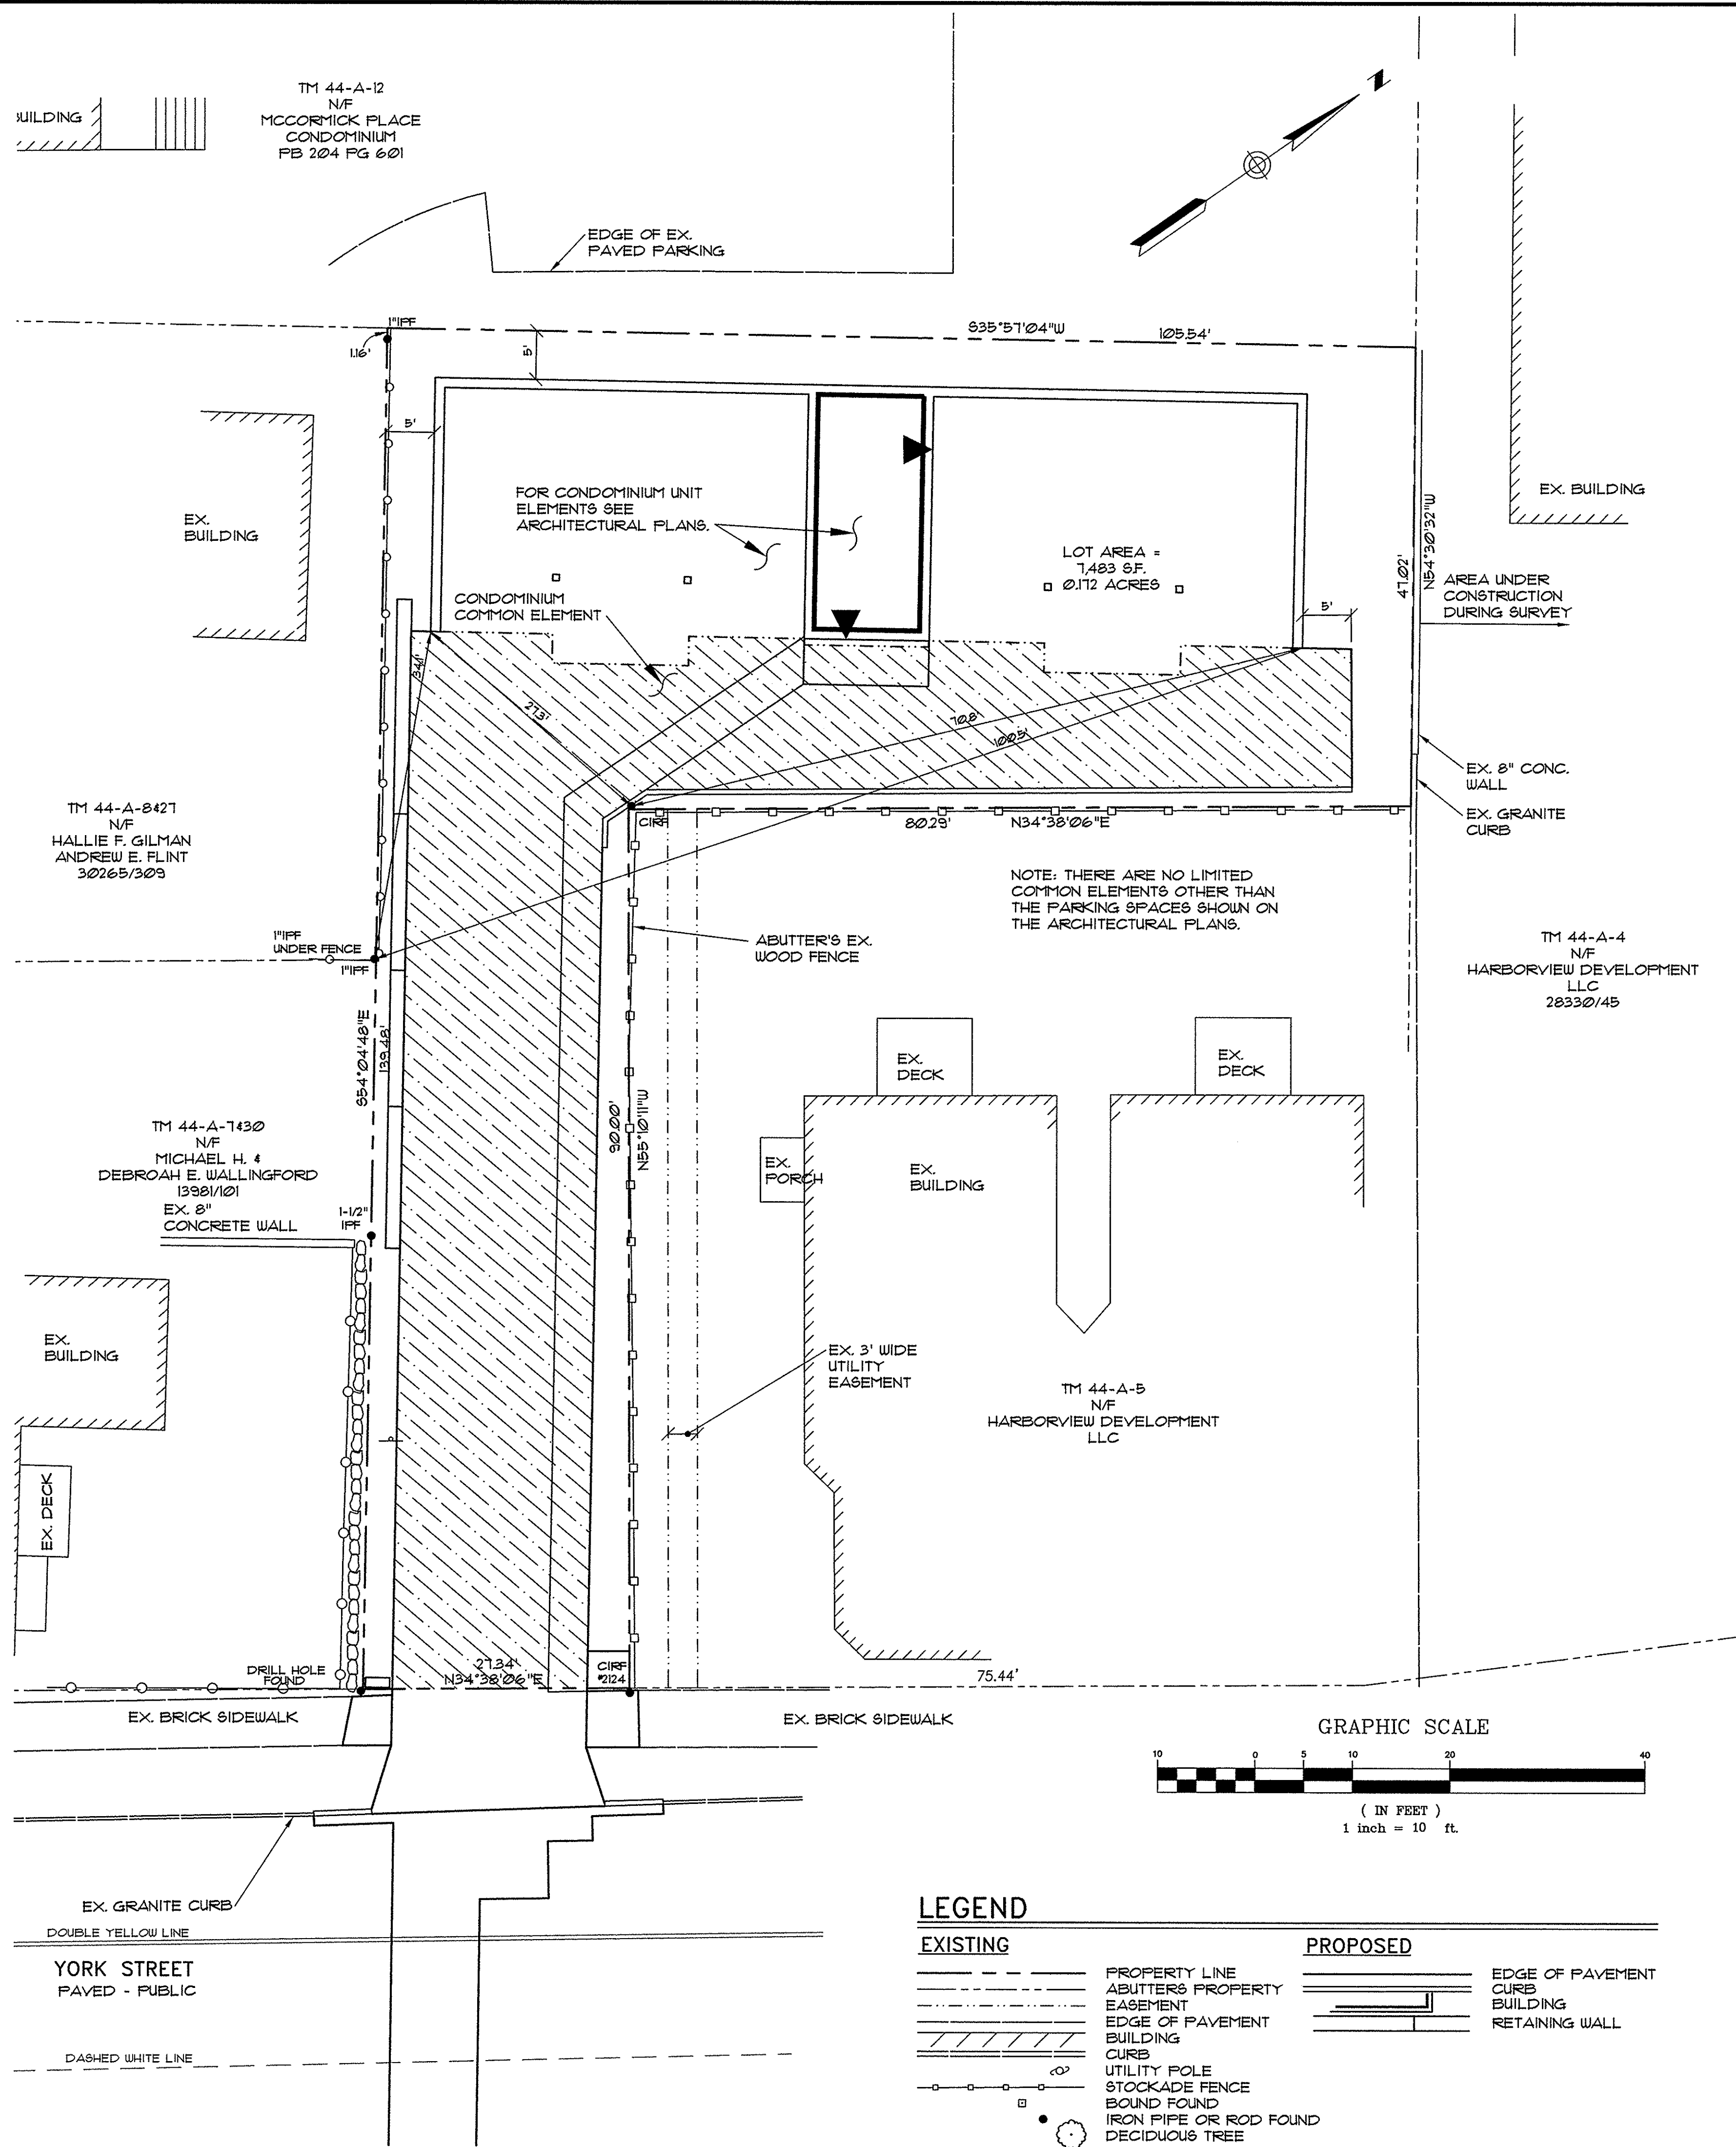 TM 44-A-12
N/F
MCCORMICK PLACE
CONDOMINIUM
PB 204 PG 601
BUILDING
N
EDGE OF EX.
PAVED PARKING
1"IPF
1.16'
5'
S35°57'04"W
105.54'
5'
EX.
BUILDING
FOR CONDOMINIUM UNIT
ELEMENTS SEE
ARCHITECTURAL PLANS.
LOT AREA =
7,483 S.F.
0.172 ACRES
EX. BUILDING
47.02'
N54°30'32"W
AREA UNDER
CONSTRUCTION
DURING SURVEY
5'
CONDOMINIUM
COMMON ELEMENT
34.1'
27.3'
70.8'
100.5'
EX. 8" CONC.
WALL
EX. GRANITE
CURB
TM 44-A-8&27
N/F
HALLIE F. GILMAN
ANDREW E. FLINT
30265/309
CIRF
80.29'
N34°38'06"E
NOTE: THERE ARE NO LIMITED
COMMON ELEMENTS OTHER THAN
THE PARKING SPACES SHOWN ON
THE ARCHITECTURAL PLANS.
1"IPF
UNDER FENCE
1"IPF
ABUTTER'S EX.
WOOD FENCE
TM 44-A-4
N/F
HARBORVIEW DEVELOPMENT
LLC
28330/45
S54°04'48"E
139.48'
90.00'
N55°10'11"W
EX.
DECK
EX.
DECK
TM 44-A-7&30
N/F
MICHAEL H. &
DEBROAH E. WALLINGFORD
13981/101
EX. 8"
CONCRETE WALL
1-1/2"
IPF
EX.
PORCH
EX.
BUILDING
EX.
BUILDING
EX. 3' WIDE
UTILITY
EASEMENT
TM 44-A-5
N/F
HARBORVIEW DEVELOPMENT
LLC
EX. DECK
DRILL HOLE
FOUND
27.34'
N34°38'06"E
CIRF
#2124
75.44'
EX. BRICK SIDEWALK
EX. BRICK SIDEWALK
GRAPHIC SCALE
10 0 5 10 20 40
( IN FEET )
1 inch = 10 ft.
EX. GRANITE CURB
DOUBLE YELLOW LINE
YORK STREET
PAVED - PUBLIC
DASHED WHITE LINE
LEGEND
EXISTING
PROPERTY LINE
ABUTTERS PROPERTY
EASEMENT
EDGE OF PAVEMENT
BUILDING
CURB
UTILITY POLE
STOCKADE FENCE
BOUND FOUND
IRON PIPE OR ROD FOUND
DECIDUOUS TREE
PROPOSED
EDGE OF PAVEMENT
CURB
BUILDING
RETAINING WALL